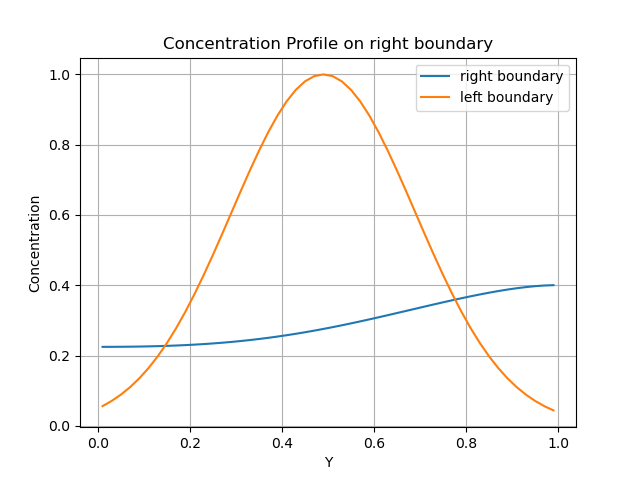 Concentration Profile on right boundary
right boundary
left boundary
1.0
0.8
0.6
0.4
0.2
0.0
Concentration
0.0 0.2 0.4 0.6 0.8 1.0
Y